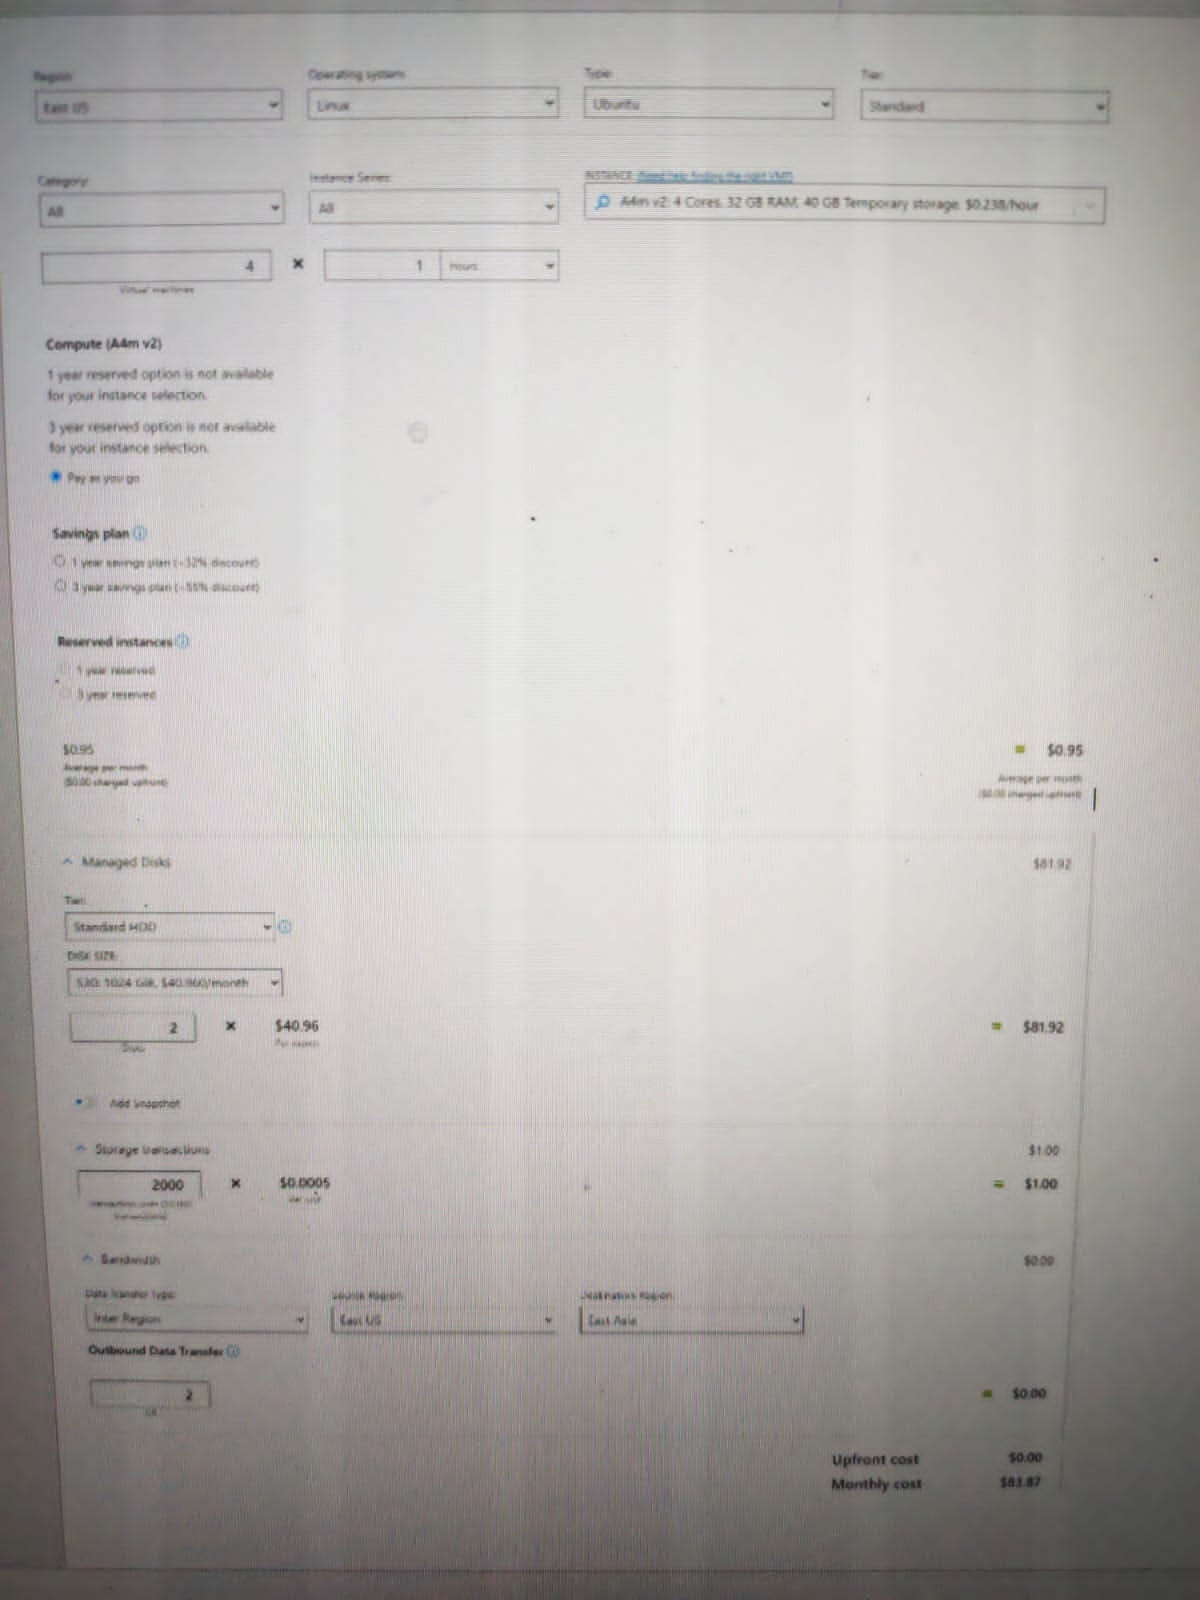 Region:
East US
Operating system:
Linux
Type:
Ubuntu
Tier:
Standard
Category:
All
Instance Series:
All
INSTANCE: (Need help finding the right VM?)
A4m v2: 4 Cores, 32 GB RAM, 40 GB Temporary storage, $0.238/hour
4 × 1 Hours
Virtual machines
Compute (A4m v2)
1 year reserved option is not available
for your instance selection.
3 year reserved option is not available
for your instance selection.
Pay as you go
Savings plan
1 year savings plan (~32% discount)
3 year savings plan (~55% discount)
Reserved instances
1 year reserved
3 year reserved
$0.95
Average per month
($0.00 charged upfront)
= $0.95
Average per month
($0.00 charged upfront)
Managed Disks $81.92
Tier:
Standard HDD
DISK SIZE:
S30: 1024 GiB, $40.960/month
2 × $40.96 = $81.92
Disks Per month
Add Snapshot
Storage transactions $1.00
2000 × $0.0005 = $1.00
Per unit
Bandwidth $0.00
Data Transfer Type:
Inter Region
Source Region:
East US
Destination Region:
East Asia
Outbound Data Transfer
2 = $0.00
GB
Upfront cost $0.00
Monthly cost $83.87